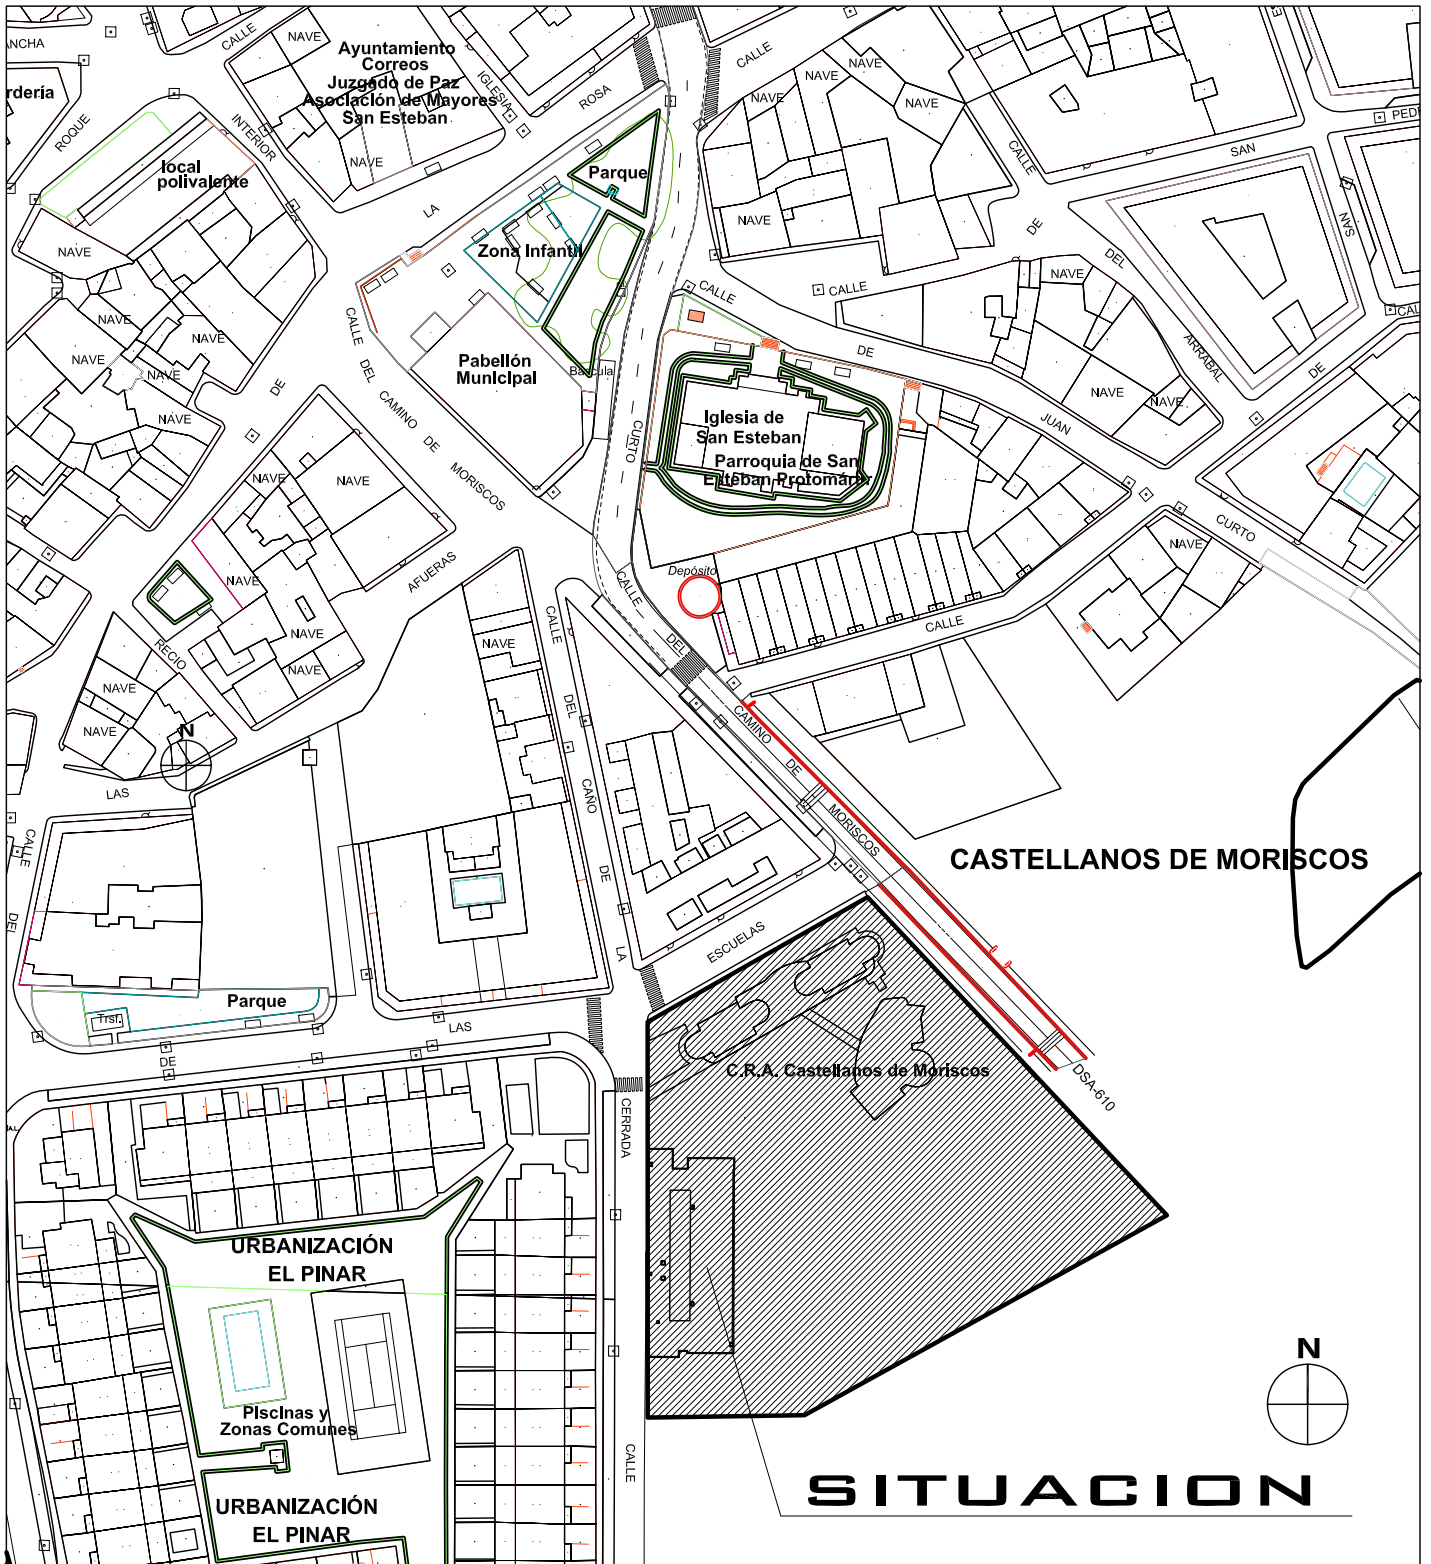 CALLE
NAVE
Ayuntamiento
Correos
Juzgado de Paz
Asociación de Mayores
San Esteban
IGLESIA
ROSA
CALLE
NAVE
NAVE
NAVE
NAVE
ROQUE
INTERIOR
local
polivalente
NAVE
LA
Parque
Zona Infantil
NAVE
CALLE
SAN
DE
DEL
SAN
NAVE
CALLE
CALLE
NAVE
NAVE
NAVE
NAVE
NAVE
NAVE
DE
CALLE
DEL
CAMINO
DE
MORISCOS
Pabellón
Municipal
Bascula
CURTO
DE
ARRABAL
DE
NAVE
NAVE
JUAN
CURTO
Iglesia de
San Esteban
Parroquia de San
Esteban Protomártir
NAVE
NAVE
NAVE
NAVE
AFUERAS
Depósito
CALLE
DEL
CALLE
NAVE
NAVE
NAVE
RECIO
NAVE
NAVE
NAVE
CALLE
DEL
CAÑO
DE
LA
N
LAS
CALLE
DEL
CAMINO
DE
MORISCOS
CASTELLANOS DE MORISCOS
ESCUELAS
Parque
Trsf.
LAS
DE
C.R.A. Castellanos de Moriscos
DSA-610
CERRADA
URBANIZACIÓN
EL PINAR
Piscinas y
Zonas Comunes
CALLE
URBANIZACIÓN
EL PINAR
N
SITUACION